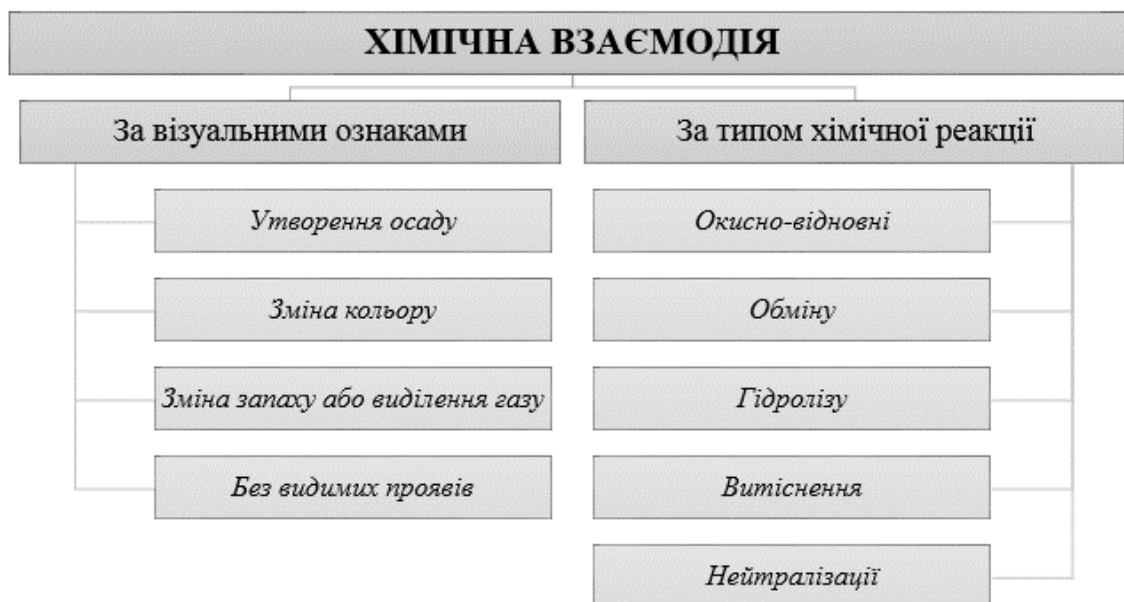 ХІМІЧНА ВЗАЄМОДІЯ
За візуальними ознаками
Утворення осаду
Зміна кольору
Зміна запаху або виділення газу
Без видимих проявів
За типом хімічної реакції
Окисно-відновні
Обміну
Гідролізу
Витіснення
Нейтралізації